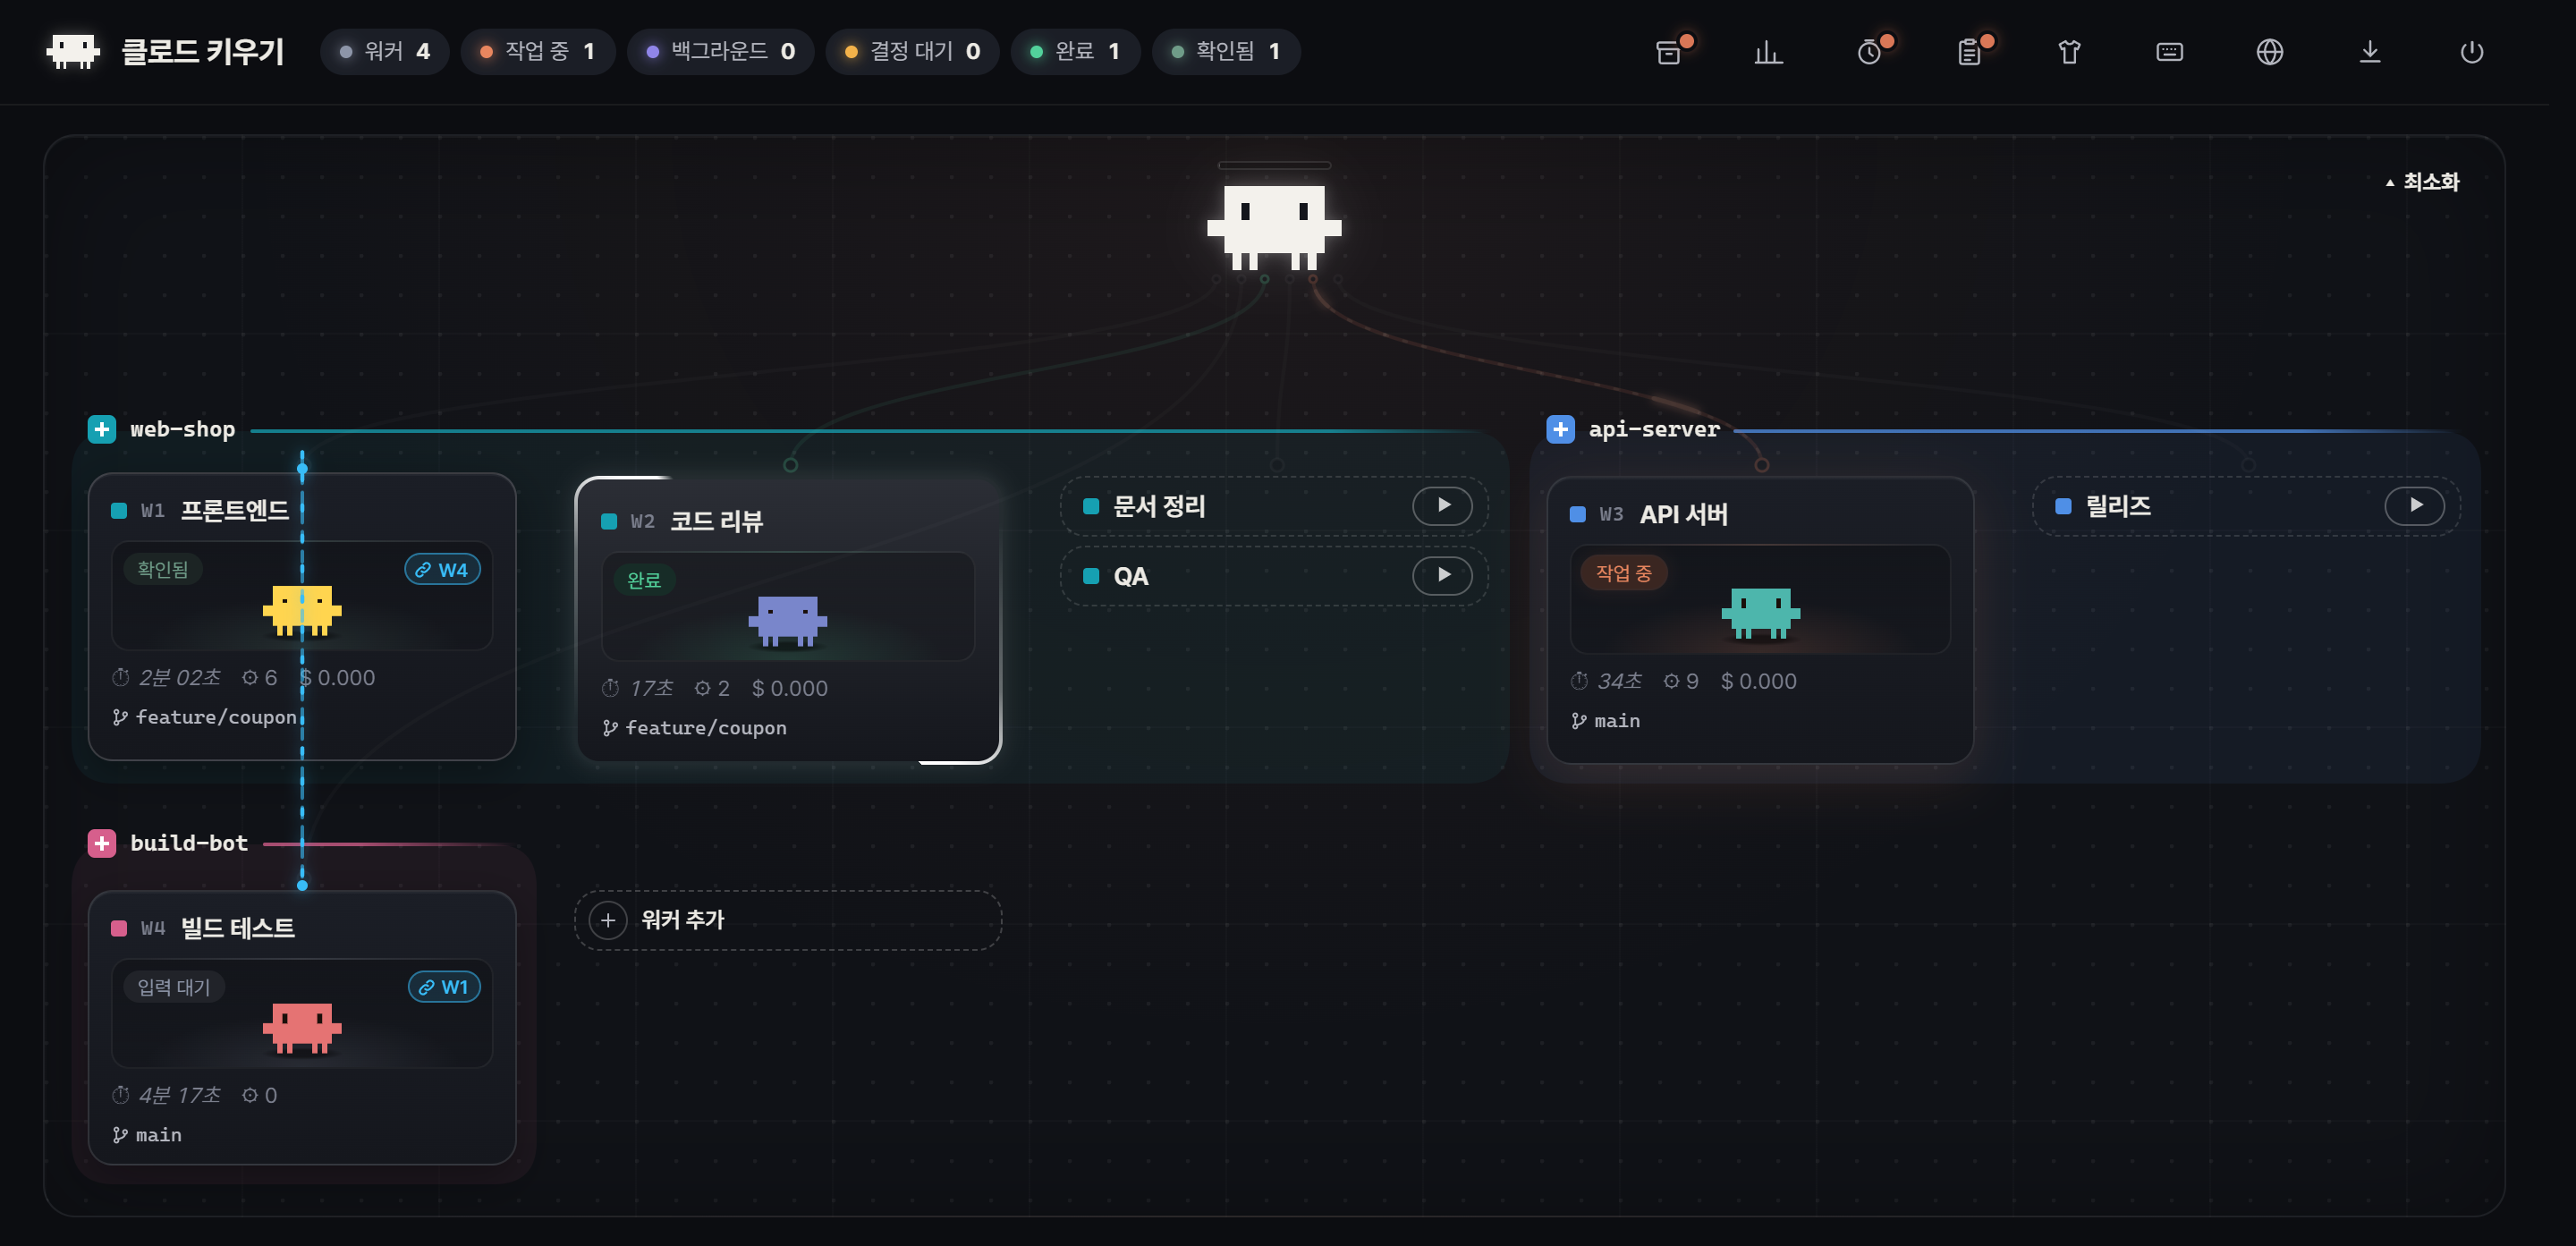 클로드 키우기
워커 4
작업 중 1
백그라운드 0
결정 대기 0
완료 1
확인됨 1
최소화
web-shop
W1 프론트엔드
확인됨
W4
2분 02초 6 $ 0.000
feature/coupon
W2 코드 리뷰
완료
17초 2 $ 0.000
feature/coupon
문서 정리
QA
api-server
W3 API 서버
작업 중
34초 9 $ 0.000
main
릴리즈
build-bot
W4 빌드 테스트
입력 대기
W1
4분 17초 0
main
워커 추가